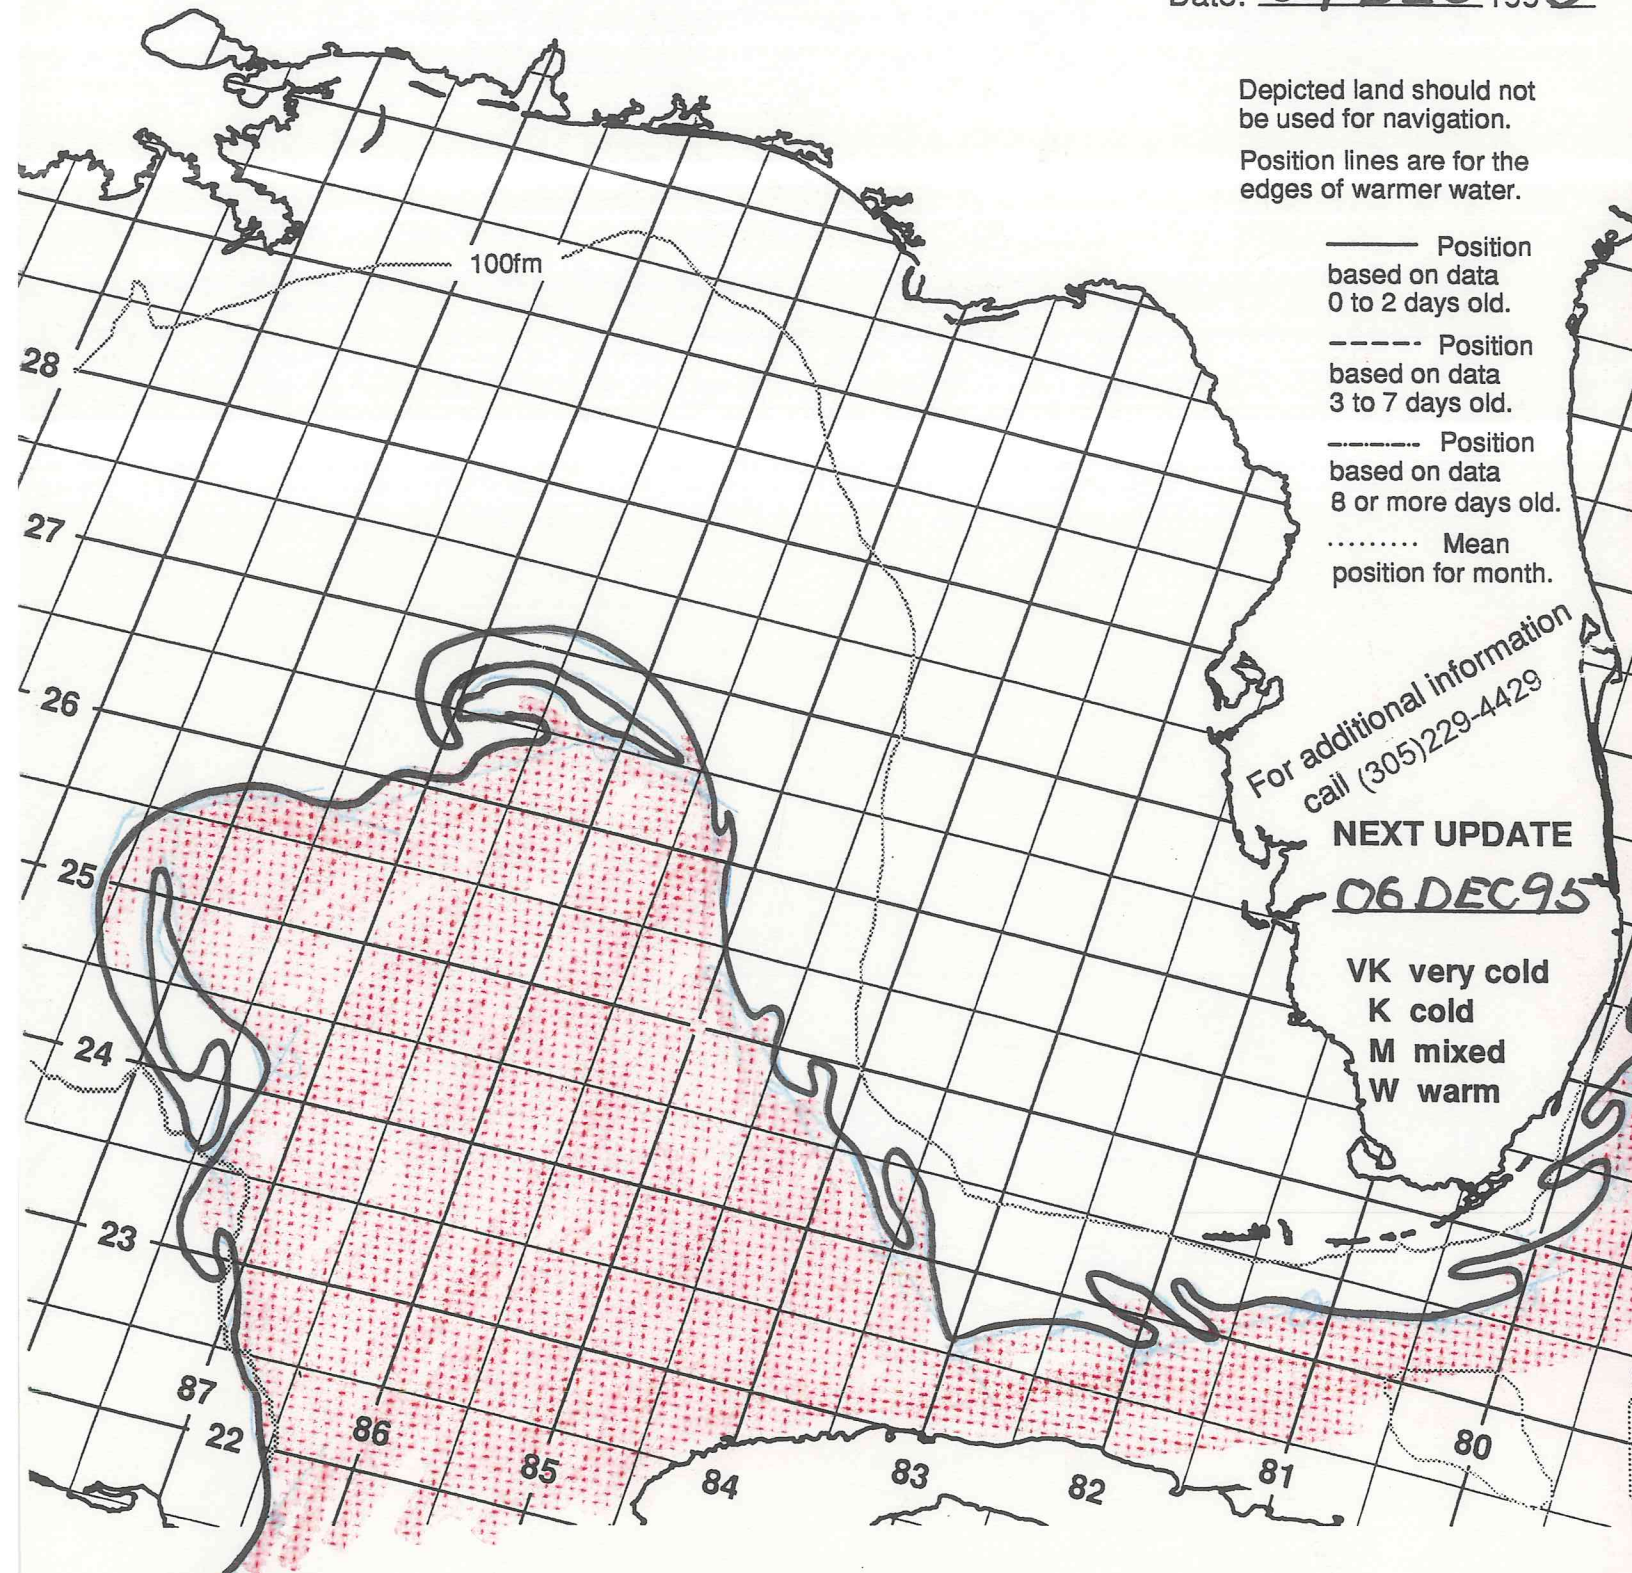 Date:
Depicted land should not
be used for navigation.
Position lines are for the
edges of warmer water.
Position
based on data
0 to 2 days old.
Position
based on data
3 to 7 days old.
Position
based on data
8 or more days old.
Mean
position for month.
For additional information
call (305)229-4429
NEXT UPDATE
06 DEC 95
VK very cold
K cold
M mixed
W warm
100fm
28
27
26
25
24
23
22
87
86
85
84
83
82
81
80